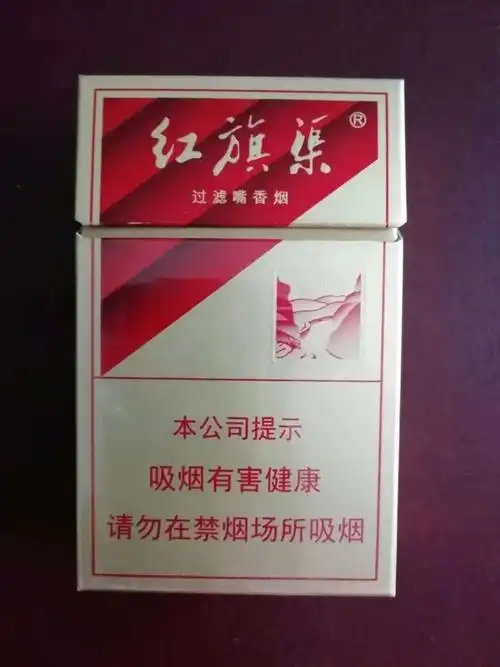 红旗渠®
过滤嘴香烟
本公司提示
吸烟有害健康
请勿在禁烟场所吸烟